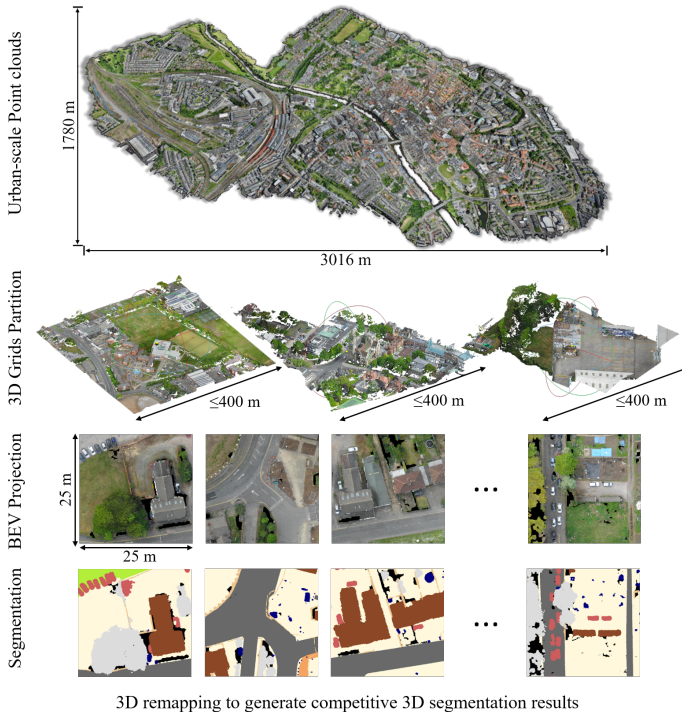 Urban-scale Point clouds
1780 m
3016 m
3D Grids Partition
≤400 m
≤400 m
≤400 m
BEV Projection
25 m
25 m
...
Segmentation
...
3D remapping to generate competitive 3D segmentation results